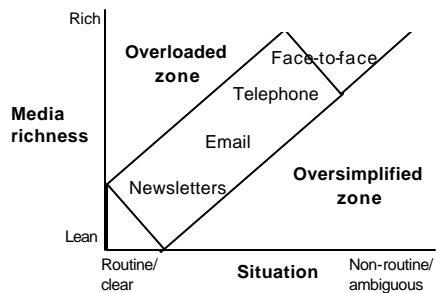 Rich
Overloaded
zone
Face-to-face
Telephone
Media
richness
Email
Oversimplified
zone
Newsletters
Lean
Routine/
clear
Situation
Non-routine/
ambiguous